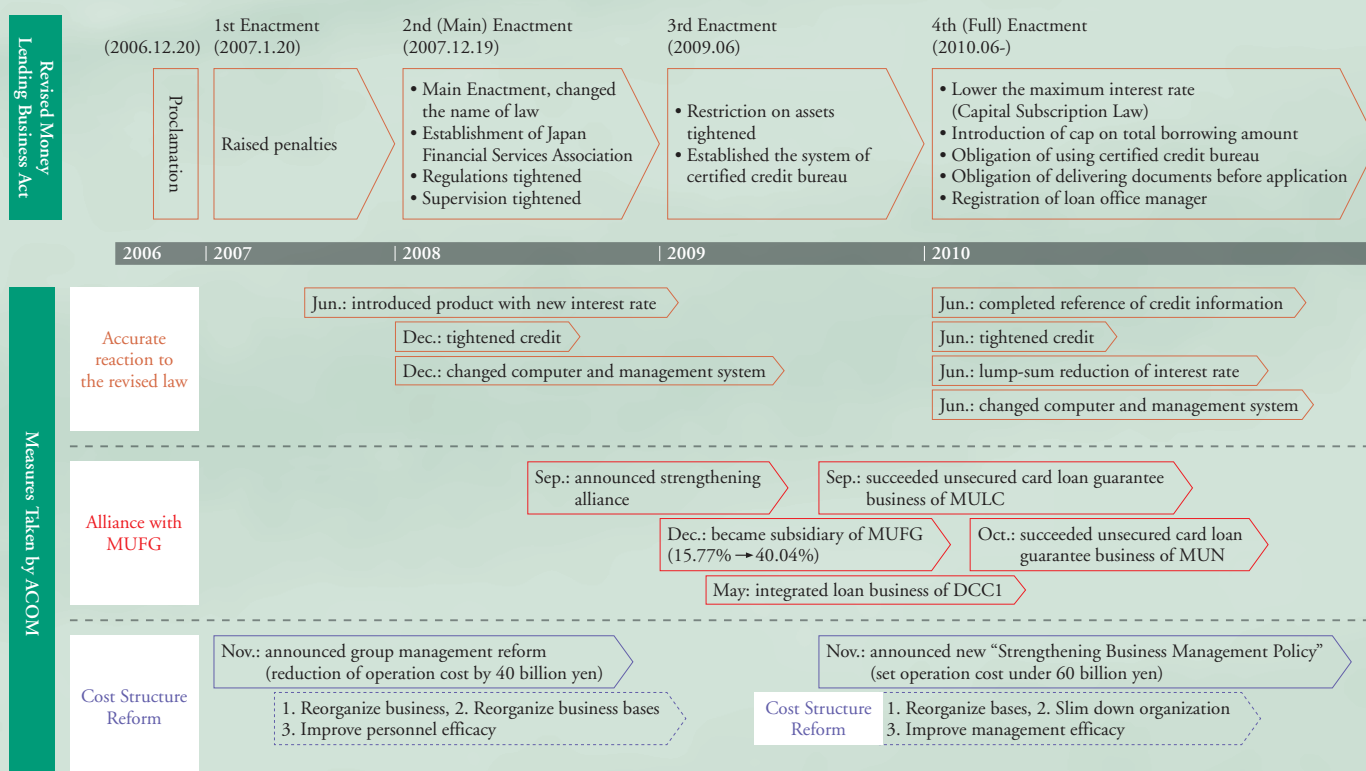 Revised Money
Lending Business Act
(2006.12.20)
Proclamation
1st Enactment
(2007.1.20)
Raised penalties
2nd (Main) Enactment
(2007.12.19)
• Main Enactment, changed
the name of law
• Establishment of Japan
Financial Services Association
• Regulations tightened
• Supervision tightened
3rd Enactment
(2009.06)
• Restriction on assets
tightened
• Established the system of
certified credit bureau
4th (Full) Enactment
(2010.06-)
• Lower the maximum interest rate
(Capital Subscription Law)
• Introduction of cap on total borrowing amount
• Obligation of using certified credit bureau
• Obligation of delivering documents before application
• Registration of loan office manager
2006 | 2007 | 2008 | 2009 | 2010
Measures Taken by ACOM
Accurate
reaction to
the revised law
Jun.: introduced product with new interest rate
Dec.: tightened credit
Dec.: changed computer and management system
Jun.: completed reference of credit information
Jun.: tightened credit
Jun.: lump-sum reduction of interest rate
Jun.: changed computer and management system
Alliance with
MUFG
Sep.: announced strengthening
alliance
Sep.: succeeded unsecured card loan guarantee
business of MULC
Dec.: became subsidiary of MUFG
(15.77% → 40.04%)
Oct.: succeeded unsecured card loan
guarantee business of MUN
May: integrated loan business of DCC1
Cost Structure
Reform
Nov.: announced group management reform
(reduction of operation cost by 40 billion yen)
1. Reorganize business, 2. Reorganize business bases
3. Improve personnel efficacy
Nov.: announced new “Strengthening Business Management Policy”
(set operation cost under 60 billion yen)
Cost Structure
Reform
1. Reorganize bases, 2. Slim down organization
3. Improve management efficacy